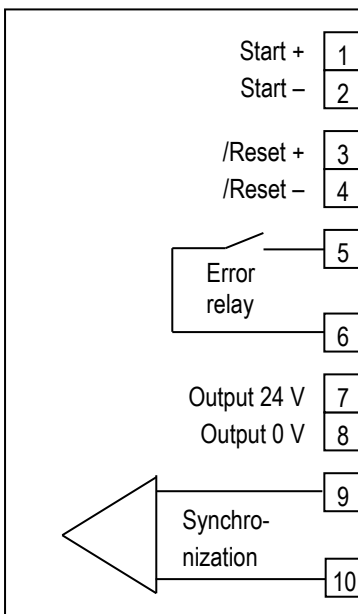 Start + 1
Start – 2
/Reset + 3
/Reset – 4
5
Error
relay
6
Output 24 V 7
Output 0 V 8
9
Synchro-
nization
10